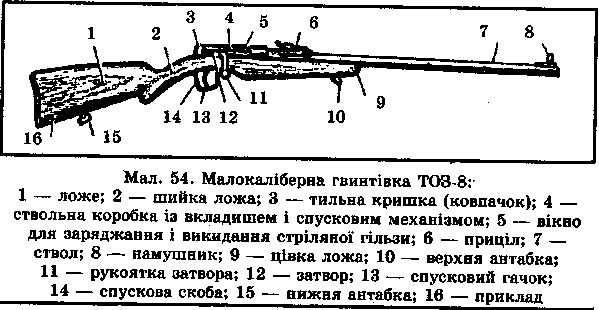 3 4 5 6 7 8
1 2
16 15 14 13 12 11 10 9
Мал. 54. Малокаліберна гвинтівка ТОЗ-8:
1 — ложе; 2 — шийка ложа; 3 — тильна кришка (ковпачок); 4 —
ствольна коробка із вкладишем і спусковим механізмом; 5 — вікно
для заряджання і викидання стріляної гільзи; 6 — приціл; 7 —
ствол; 8 — намушник; 9 — цівка ложа; 10 — верхня антабка;
11 — рукоятка затвора; 12 — затвор; 13 — спусковий гачок;
14 — спускова скоба; 15 — нижня антабка; 16 — приклад